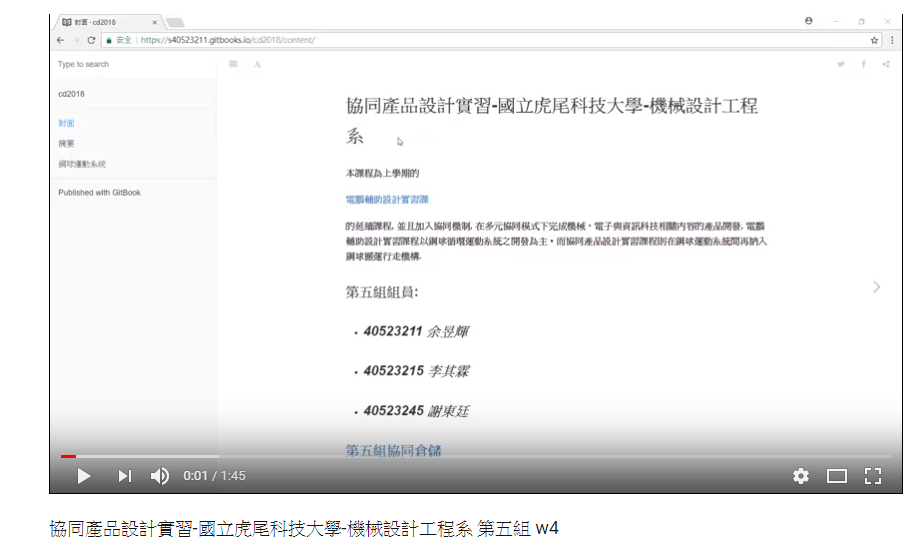 封面 · cd2018
安全 | https://s40523211.gitbooks.io/cd2018/content/
Type to search
A
cd2018
封面
摘要
鋼球運動系統
Published with GitBook
協同產品設計實習-國立虎尾科技大學-機械設計工程
系
本課程為上學期的
電腦輔助設計實習課
的延續課程, 並且加入協同機制, 在多元協同模式下完成機械、電子與資訊科技相關內容的產品開發. 電腦
輔助設計實習課程以鋼球循環運動系統之開發為主，而協同產品設計實習課程則在鋼球運動系統間再納入
鋼球搬運行走機構.
第五組組員:
• 40523211 余昱輝
• 40523215 李其霖
• 40523245 謝東廷
第五組協同倉儲
0:01 / 1:45
協同產品設計實習-國立虎尾科技大學-機械設計工程系 第五組 w4